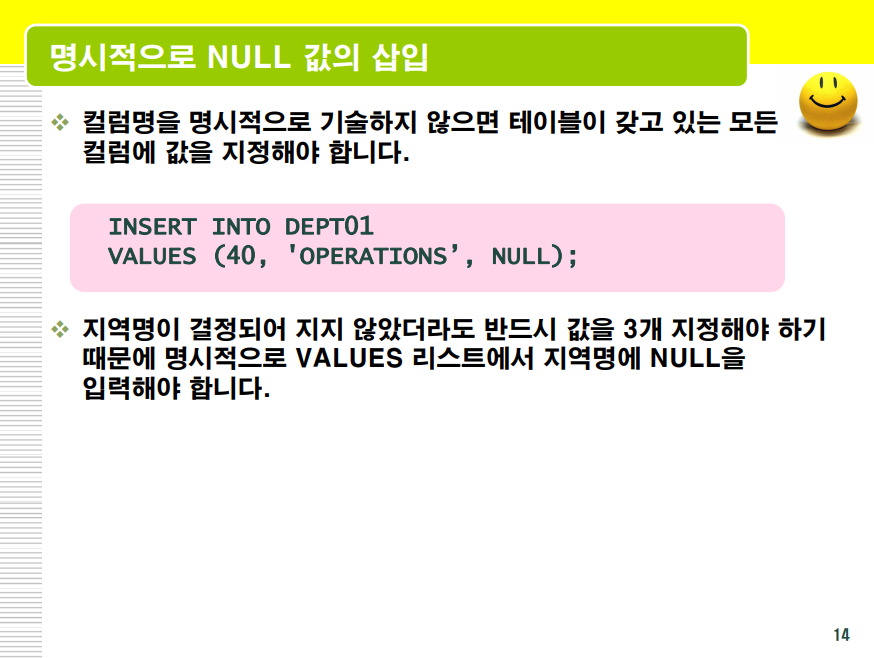 명시적으로 NULL 값의 삽입
컬럼명을 명시적으로 기술하지 않으면 테이블이 갖고 있는 모든
컬럼에 값을 지정해야 합니다.
INSERT INTO DEPT01
VALUES (40, 'OPERATIONS’, NULL);
지역명이 결정되어 지지 않았더라도 반드시 값을 3개 지정해야 하기
때문에 명시적으로 VALUES 리스트에서 지역명에 NULL을
입력해야 합니다.
14